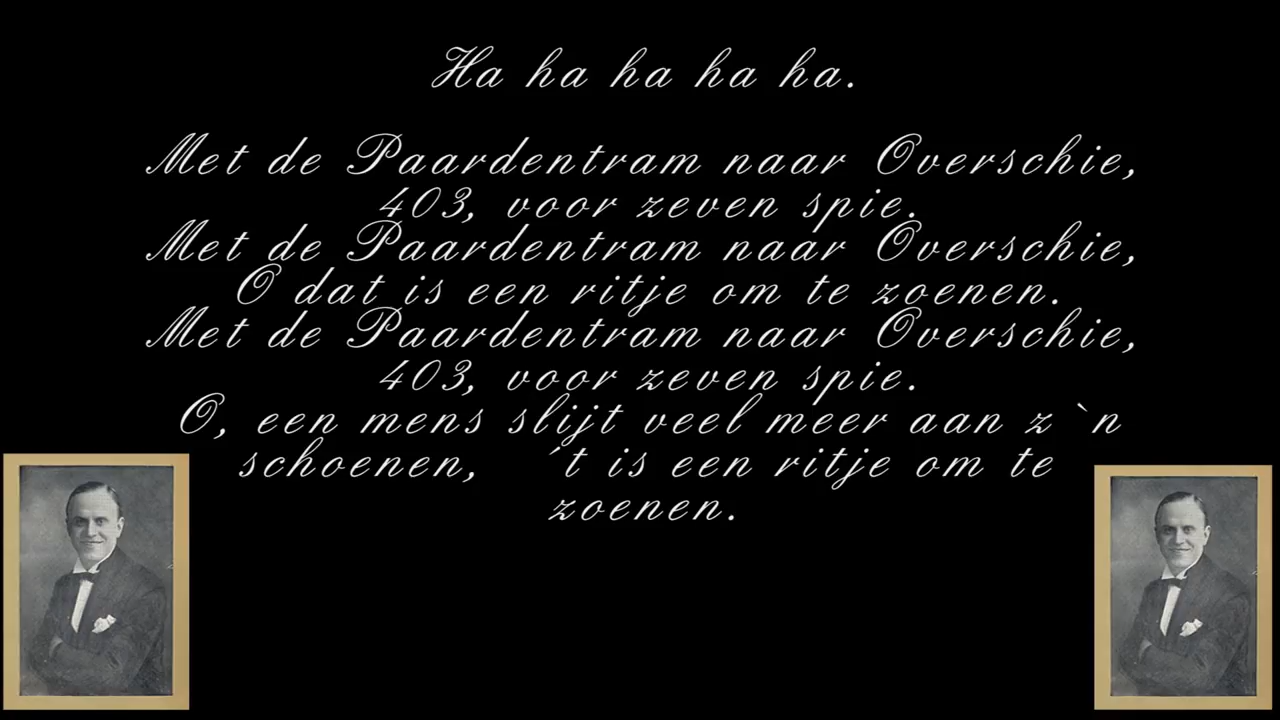 Ha ha ha ha ha.
Met de Paardentram naar Overschie,
403, voor zeven spie.
Met de Paardentram naar Overschie,
O dat is een ritje om te zoenen.
Met de Paardentram naar Overschie,
403, voor zeven spie.
O, een mens slijt veel meer aan z`n
schoenen, ´t is een ritje om te
zoenen.